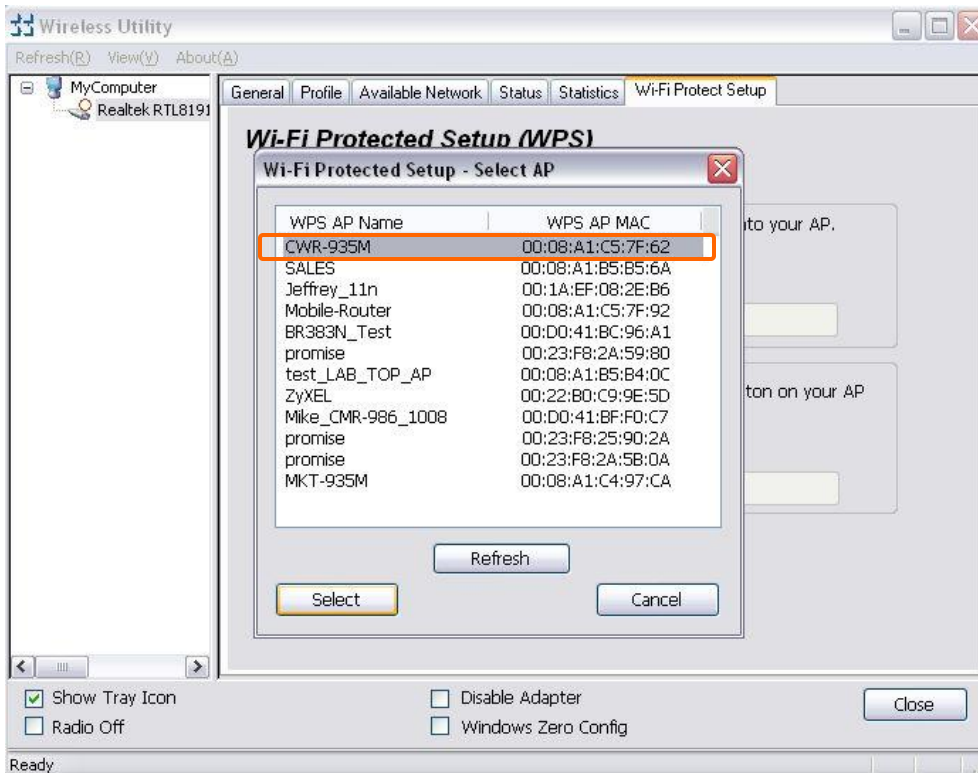 Wireless Utility
Refresh(R) View(V) About(A)
MyComputer
Realtek RTL8191
General Profile Available Network Status Statistics Wi-Fi Protect Setup
Wi-Fi Protected Setup (WPS)
Wi-Fi Protected Setup - Select AP
WPS AP Name WPS AP MAC
CWR-935M 00:08:A1:C5:7F:62
SALES 00:08:A1:B5:B5:6A
Jeffrey_11n 00:1A:EF:08:2E:B6
Mobile-Router 00:08:A1:C5:7F:92
BR383N_Test 00:D0:41:BC:96:A1
promise 00:23:F8:2A:59:80
test_LAB_TOP_AP 00:08:A1:B5:B4:0C
ZyXEL 00:22:B0:C9:9E:5D
Mike_CMR-986_1008 00:D0:41:BF:F0:C7
promise 00:23:F8:25:90:2A
promise 00:23:F8:2A:5B:0A
MKT-935M 00:08:A1:C4:97:CA
to your AP.
ton on your AP
Refresh
Select Cancel
Show Tray Icon Disable Adapter
Radio Off Windows Zero Config
Close
Ready